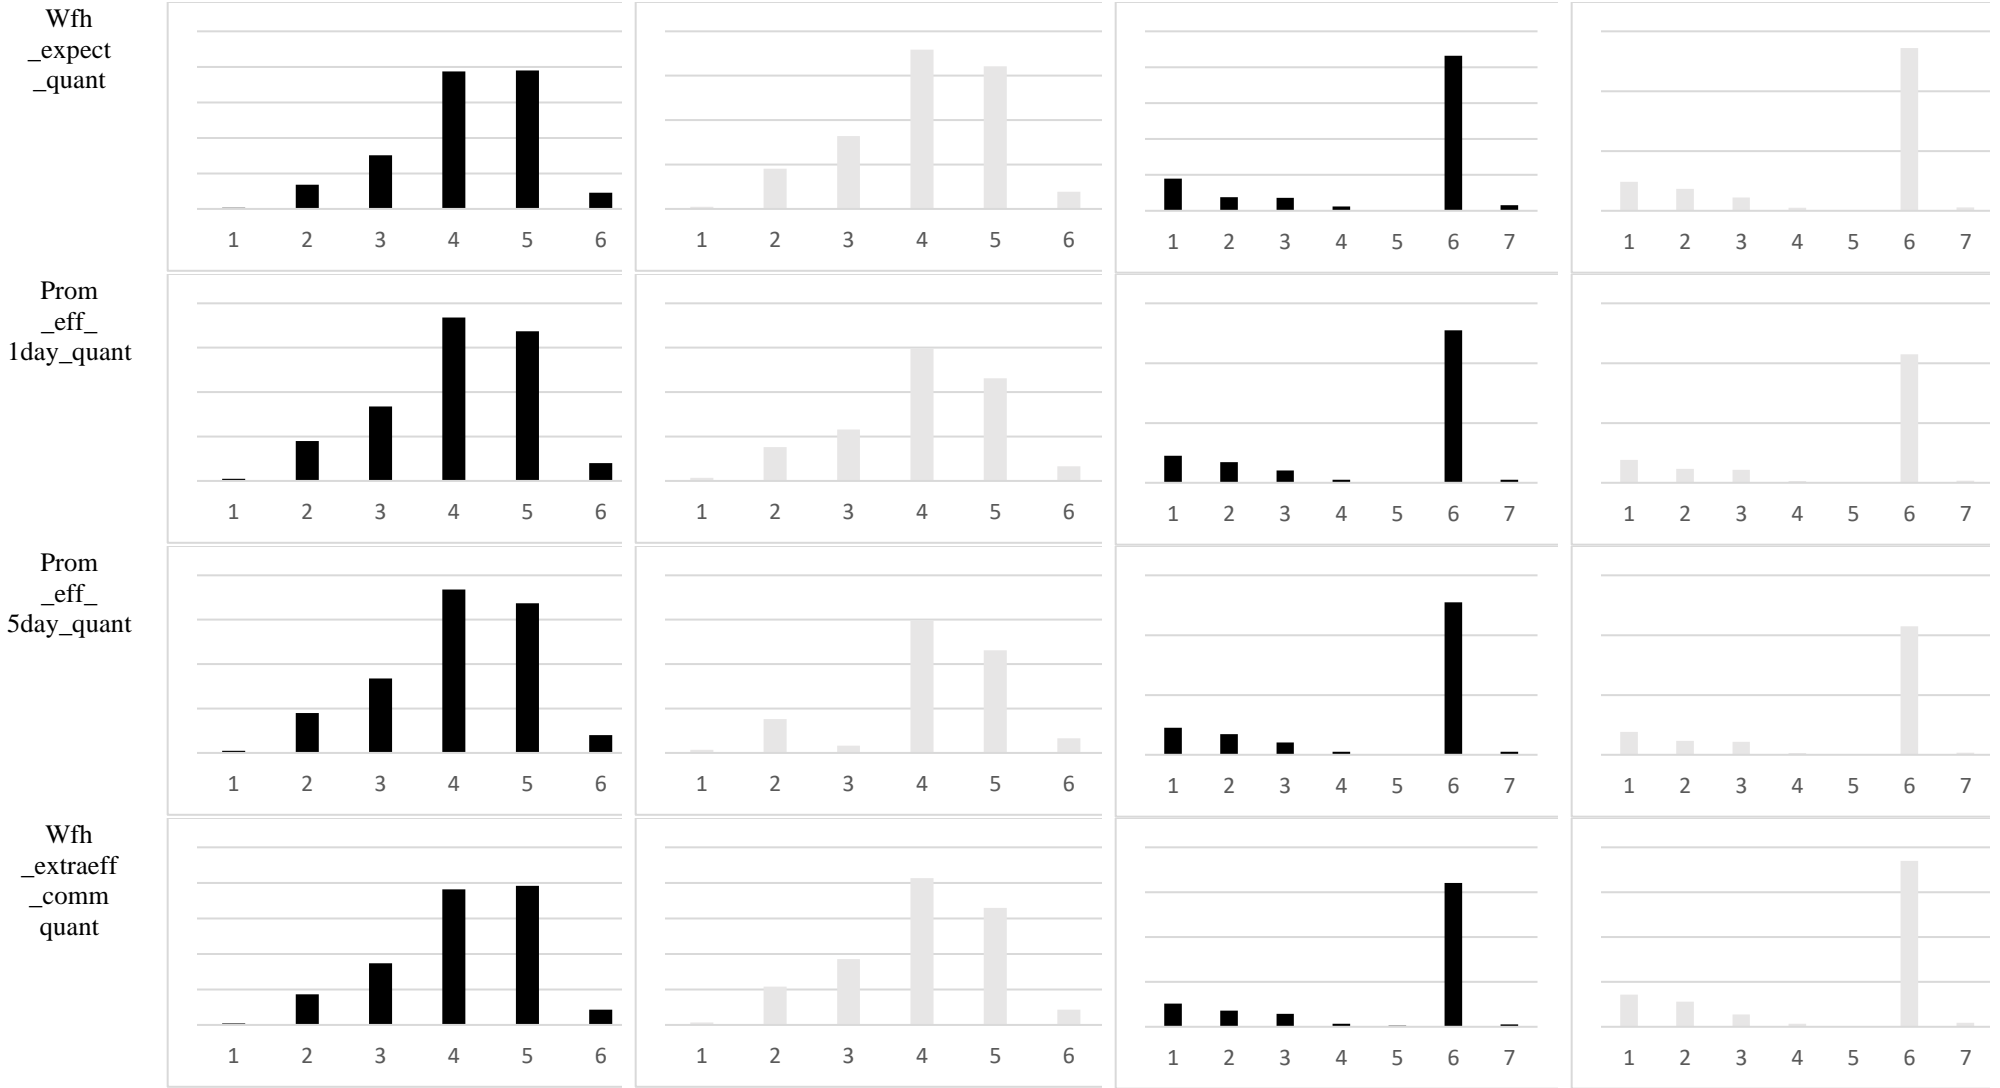 Wfh
_expect
_quant
1 2 3 4 5 6
1 2 3 4 5 6
1 2 3 4 5 6 7
1 2 3 4 5 6 7
Prom
_eff_
1day_quant
1 2 3 4 5 6
1 2 3 4 5 6
1 2 3 4 5 6 7
1 2 3 4 5 6 7
Prom
_eff_
5day_quant
1 2 3 4 5 6
1 2 3 4 5 6
1 2 3 4 5 6 7
1 2 3 4 5 6 7
Wfh
_extraeff
_comm
quant
1 2 3 4 5 6
1 2 3 4 5 6
1 2 3 4 5 6 7
1 2 3 4 5 6 7